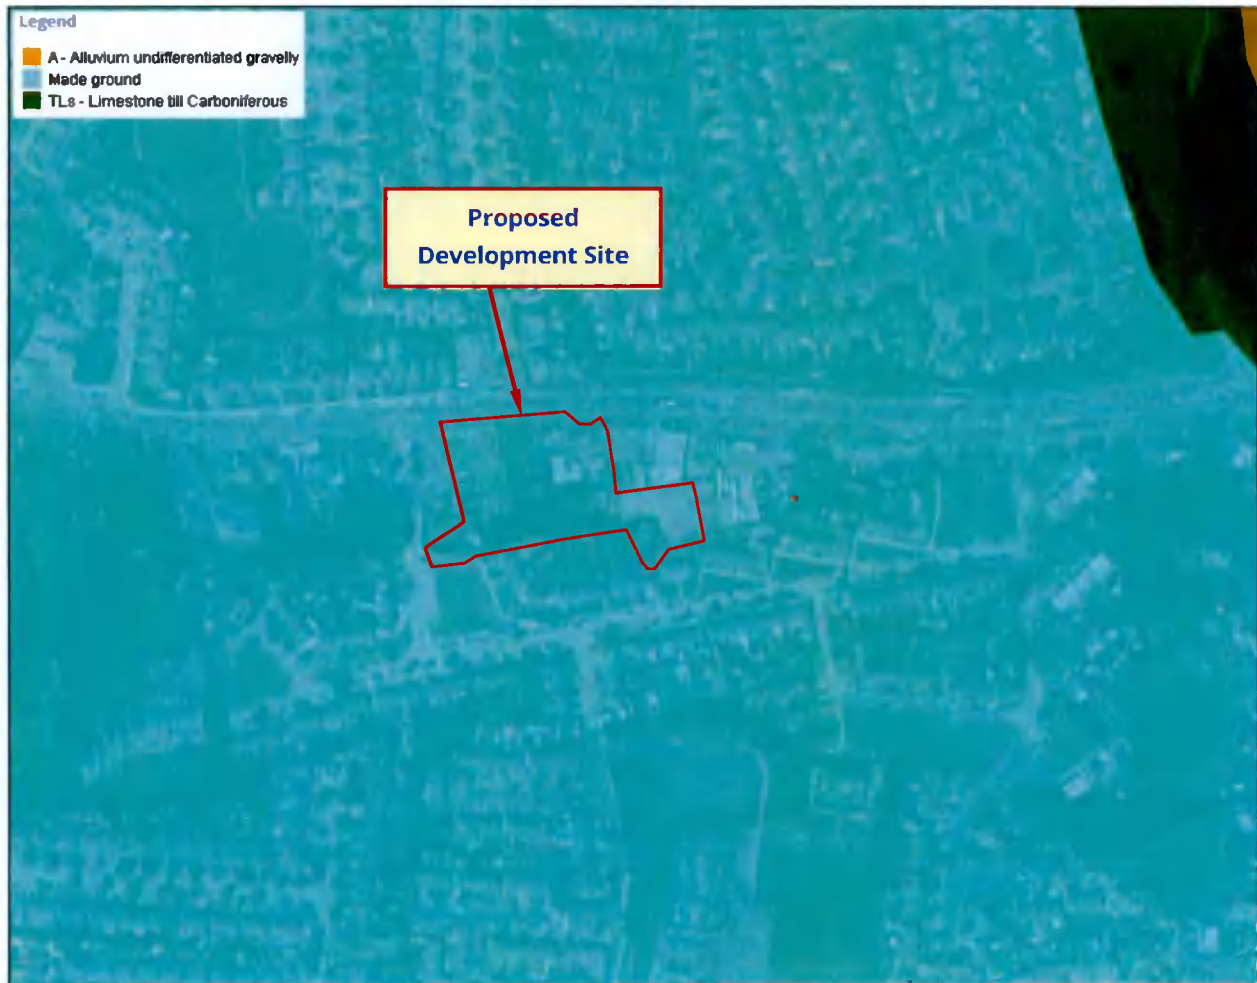 Legend
A - Alluvium undifferentiated gravelly
Made ground
TLs - Limestone till Carboniferous
Proposed
Development Site